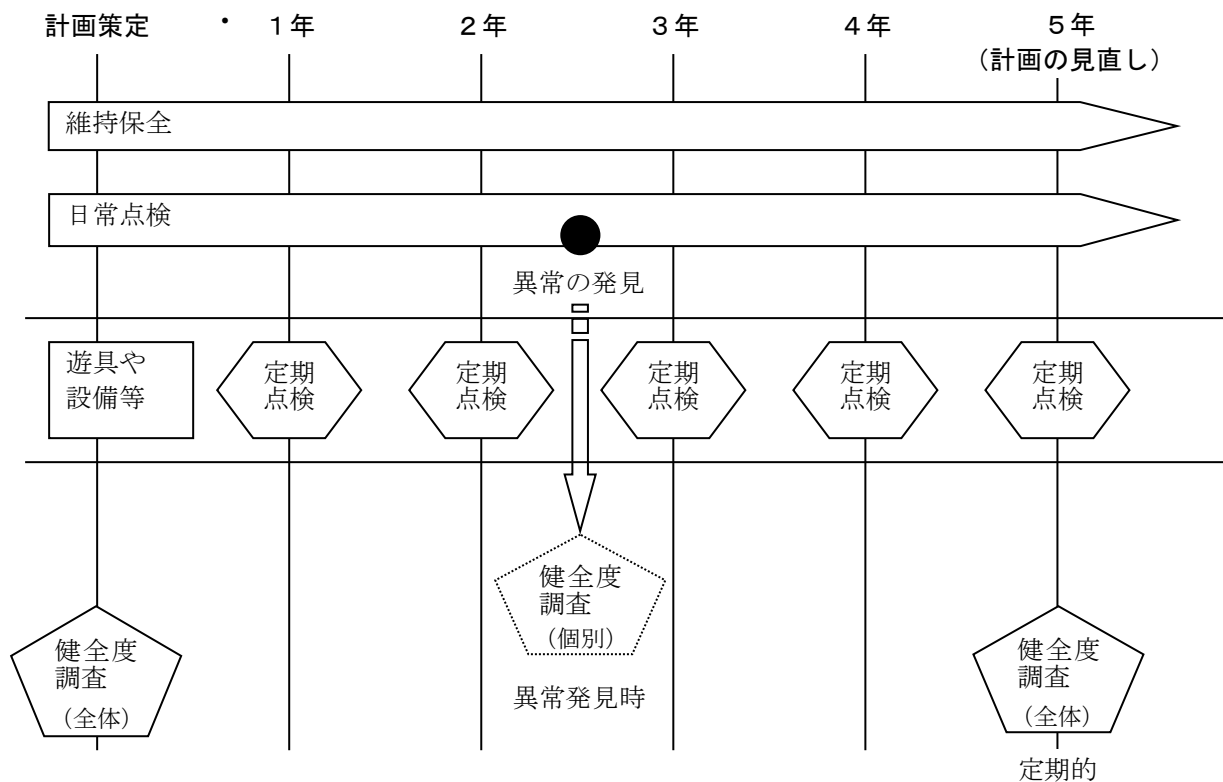 計画策定 ・ 1年 2年 3年 4年 5年
（計画の見直し）
維持保全
日常点検
異常の発見
遊具や
設備等
定期
点検
定期
点検
定期
点検
定期
点検
定期
点検
健全度
調査
（個別）
異常発見時
健全度
調査
（全体）
健全度
調査
（全体）
定期的